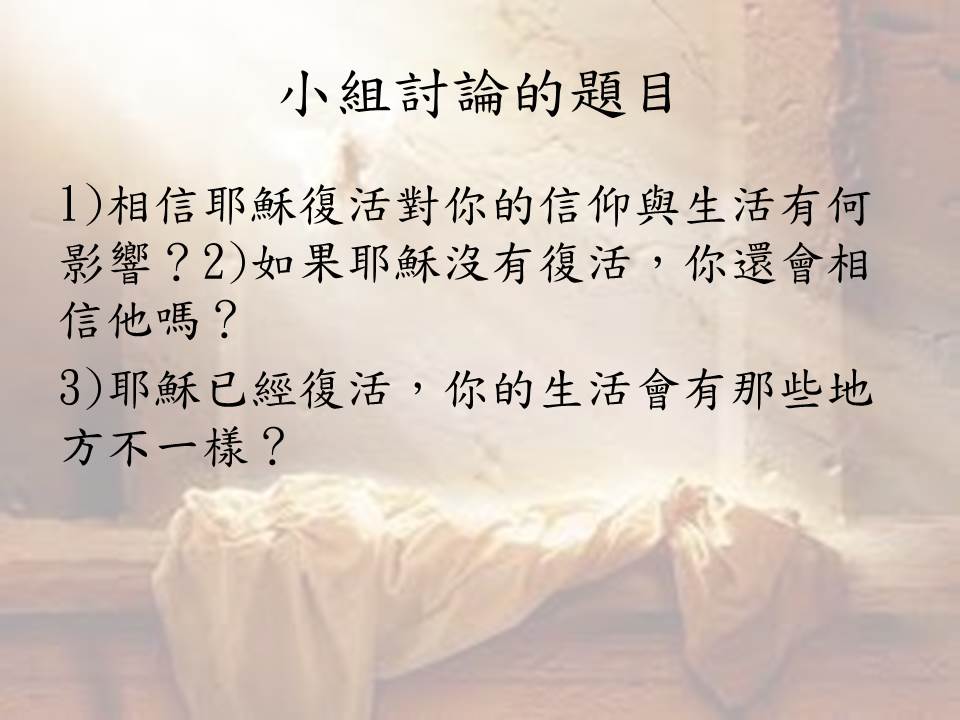 小組討論的題目
1)相信耶穌復活對你的信仰與生活有何
影響？2)如果耶穌沒有復活，你還會相
信他嗎？
3)耶穌已經復活，你的生活會有那些地
方不一樣？